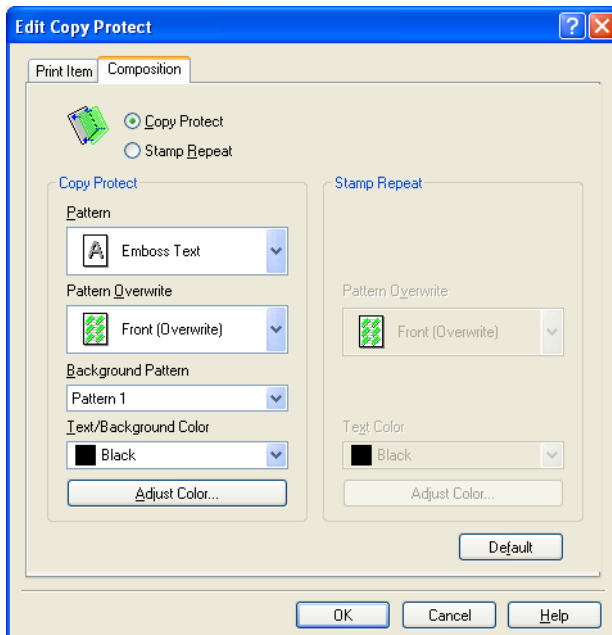 Edit Copy Protect
Print Item Composition
Copy Protect
Stamp Repeat
Copy Protect
Pattern
A Emboss Text
Pattern Overwrite
Front (Overwrite)
Background Pattern
Pattern 1
Text/Background Color
Black
Adjust Color...
Stamp Repeat
Pattern Overwrite
Front (Overwrite)
Text Color
Black
Adjust Color...
Default
OK Cancel Help